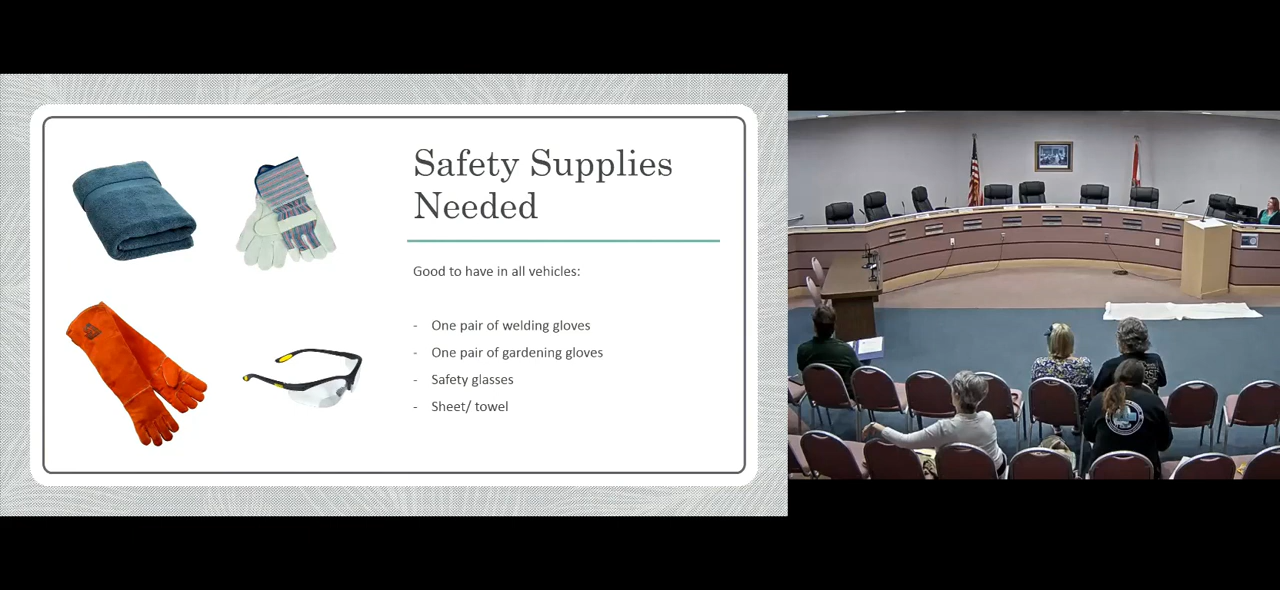 Safety Supplies
Needed
Good to have in all vehicles:
- One pair of welding gloves
- One pair of gardening gloves
- Safety glasses
- Sheet/ towel